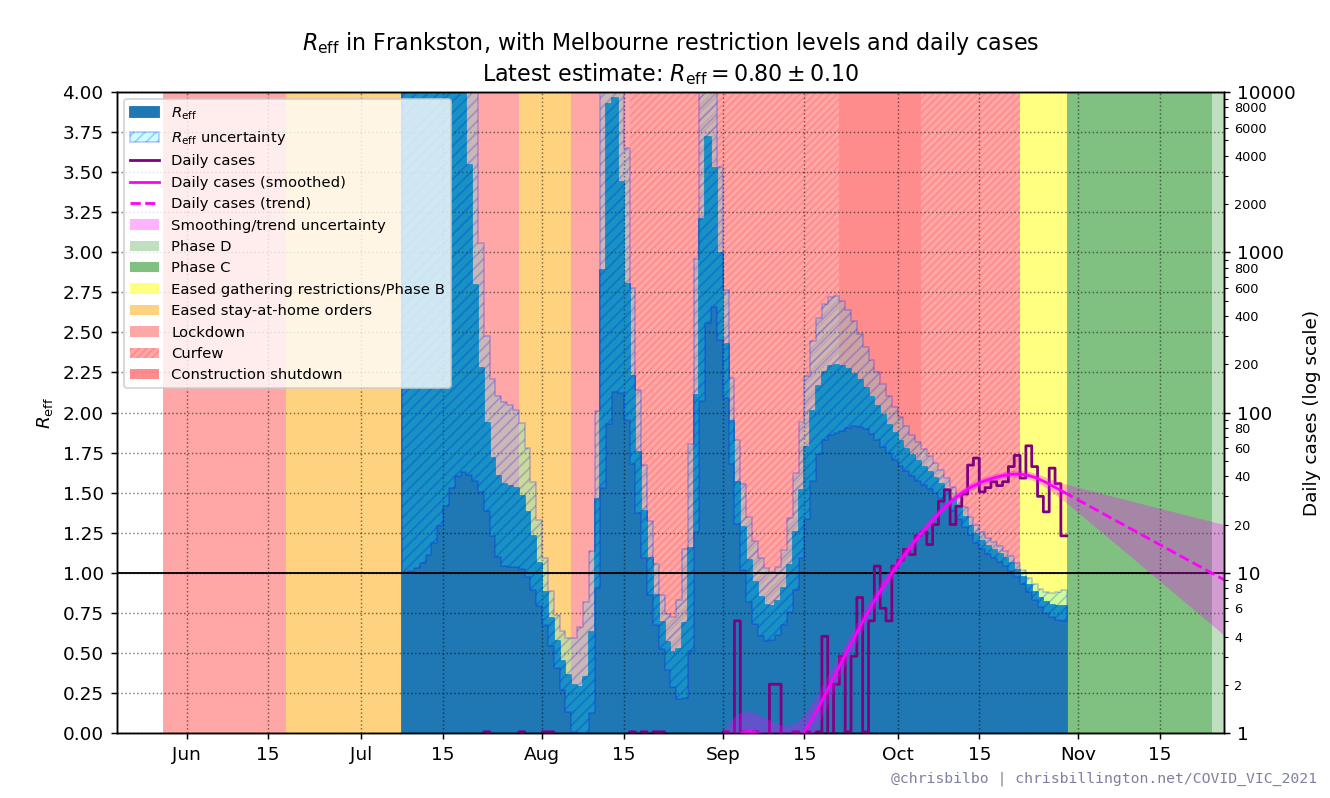 Reff in Frankston, with Melbourne restriction levels and daily cases
Latest estimate: Reff = 0.80 ± 0.10
4.00
3.75
3.50
3.25
3.00
2.75
2.50
2.25
2.00
1.75
1.50
1.25
1.00
0.75
0.50
0.25
0.00
Reff
Reff
Reff uncertainty
Daily cases
Daily cases (smoothed)
Daily cases (trend)
Smoothing/trend uncertainty
Phase D
Phase C
Eased gathering restrictions/Phase B
Eased stay-at-home orders
Lockdown
Curfew
Construction shutdown
10000
8000
6000
4000
2000
1000
800
600
400
200
100
80
60
40
20
10
8
6
4
2
1
Daily cases (log scale)
Jun 15 Jul 15 Aug 15 Sep 15 Oct 15 Nov 15
@chrisbilbo | chrisbillington.net/COVID_VIC_2021